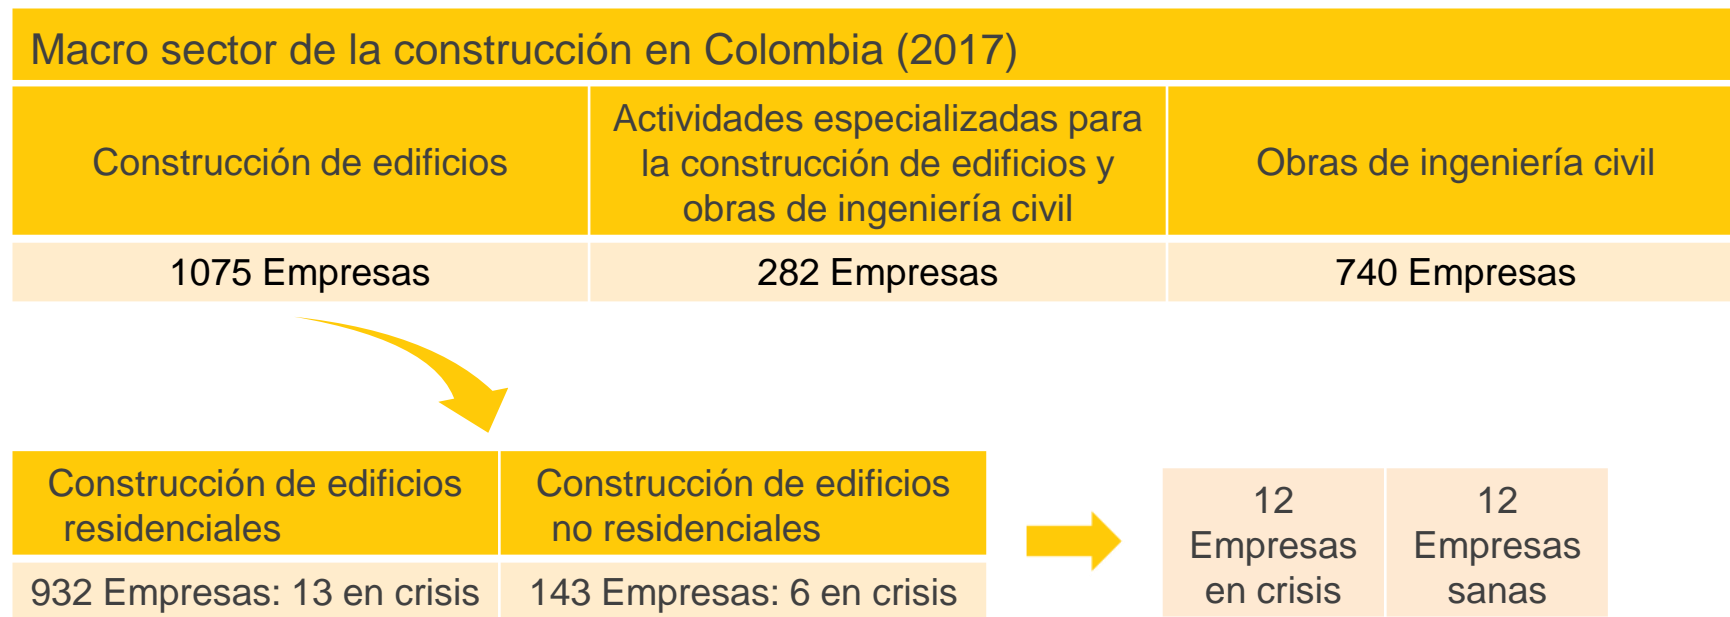 Macro sector de la construcción en Colombia (2017)
Construcción de edificios
Actividades especializadas para
la construcción de edificios y
obras de ingeniería civil
Obras de ingeniería civil
1075 Empresas
282 Empresas
740 Empresas
Construcción de edificios
residenciales
Construcción de edificios
no residenciales
932 Empresas: 13 en crisis
143 Empresas: 6 en crisis
12
Empresas
en crisis
12
Empresas
sanas